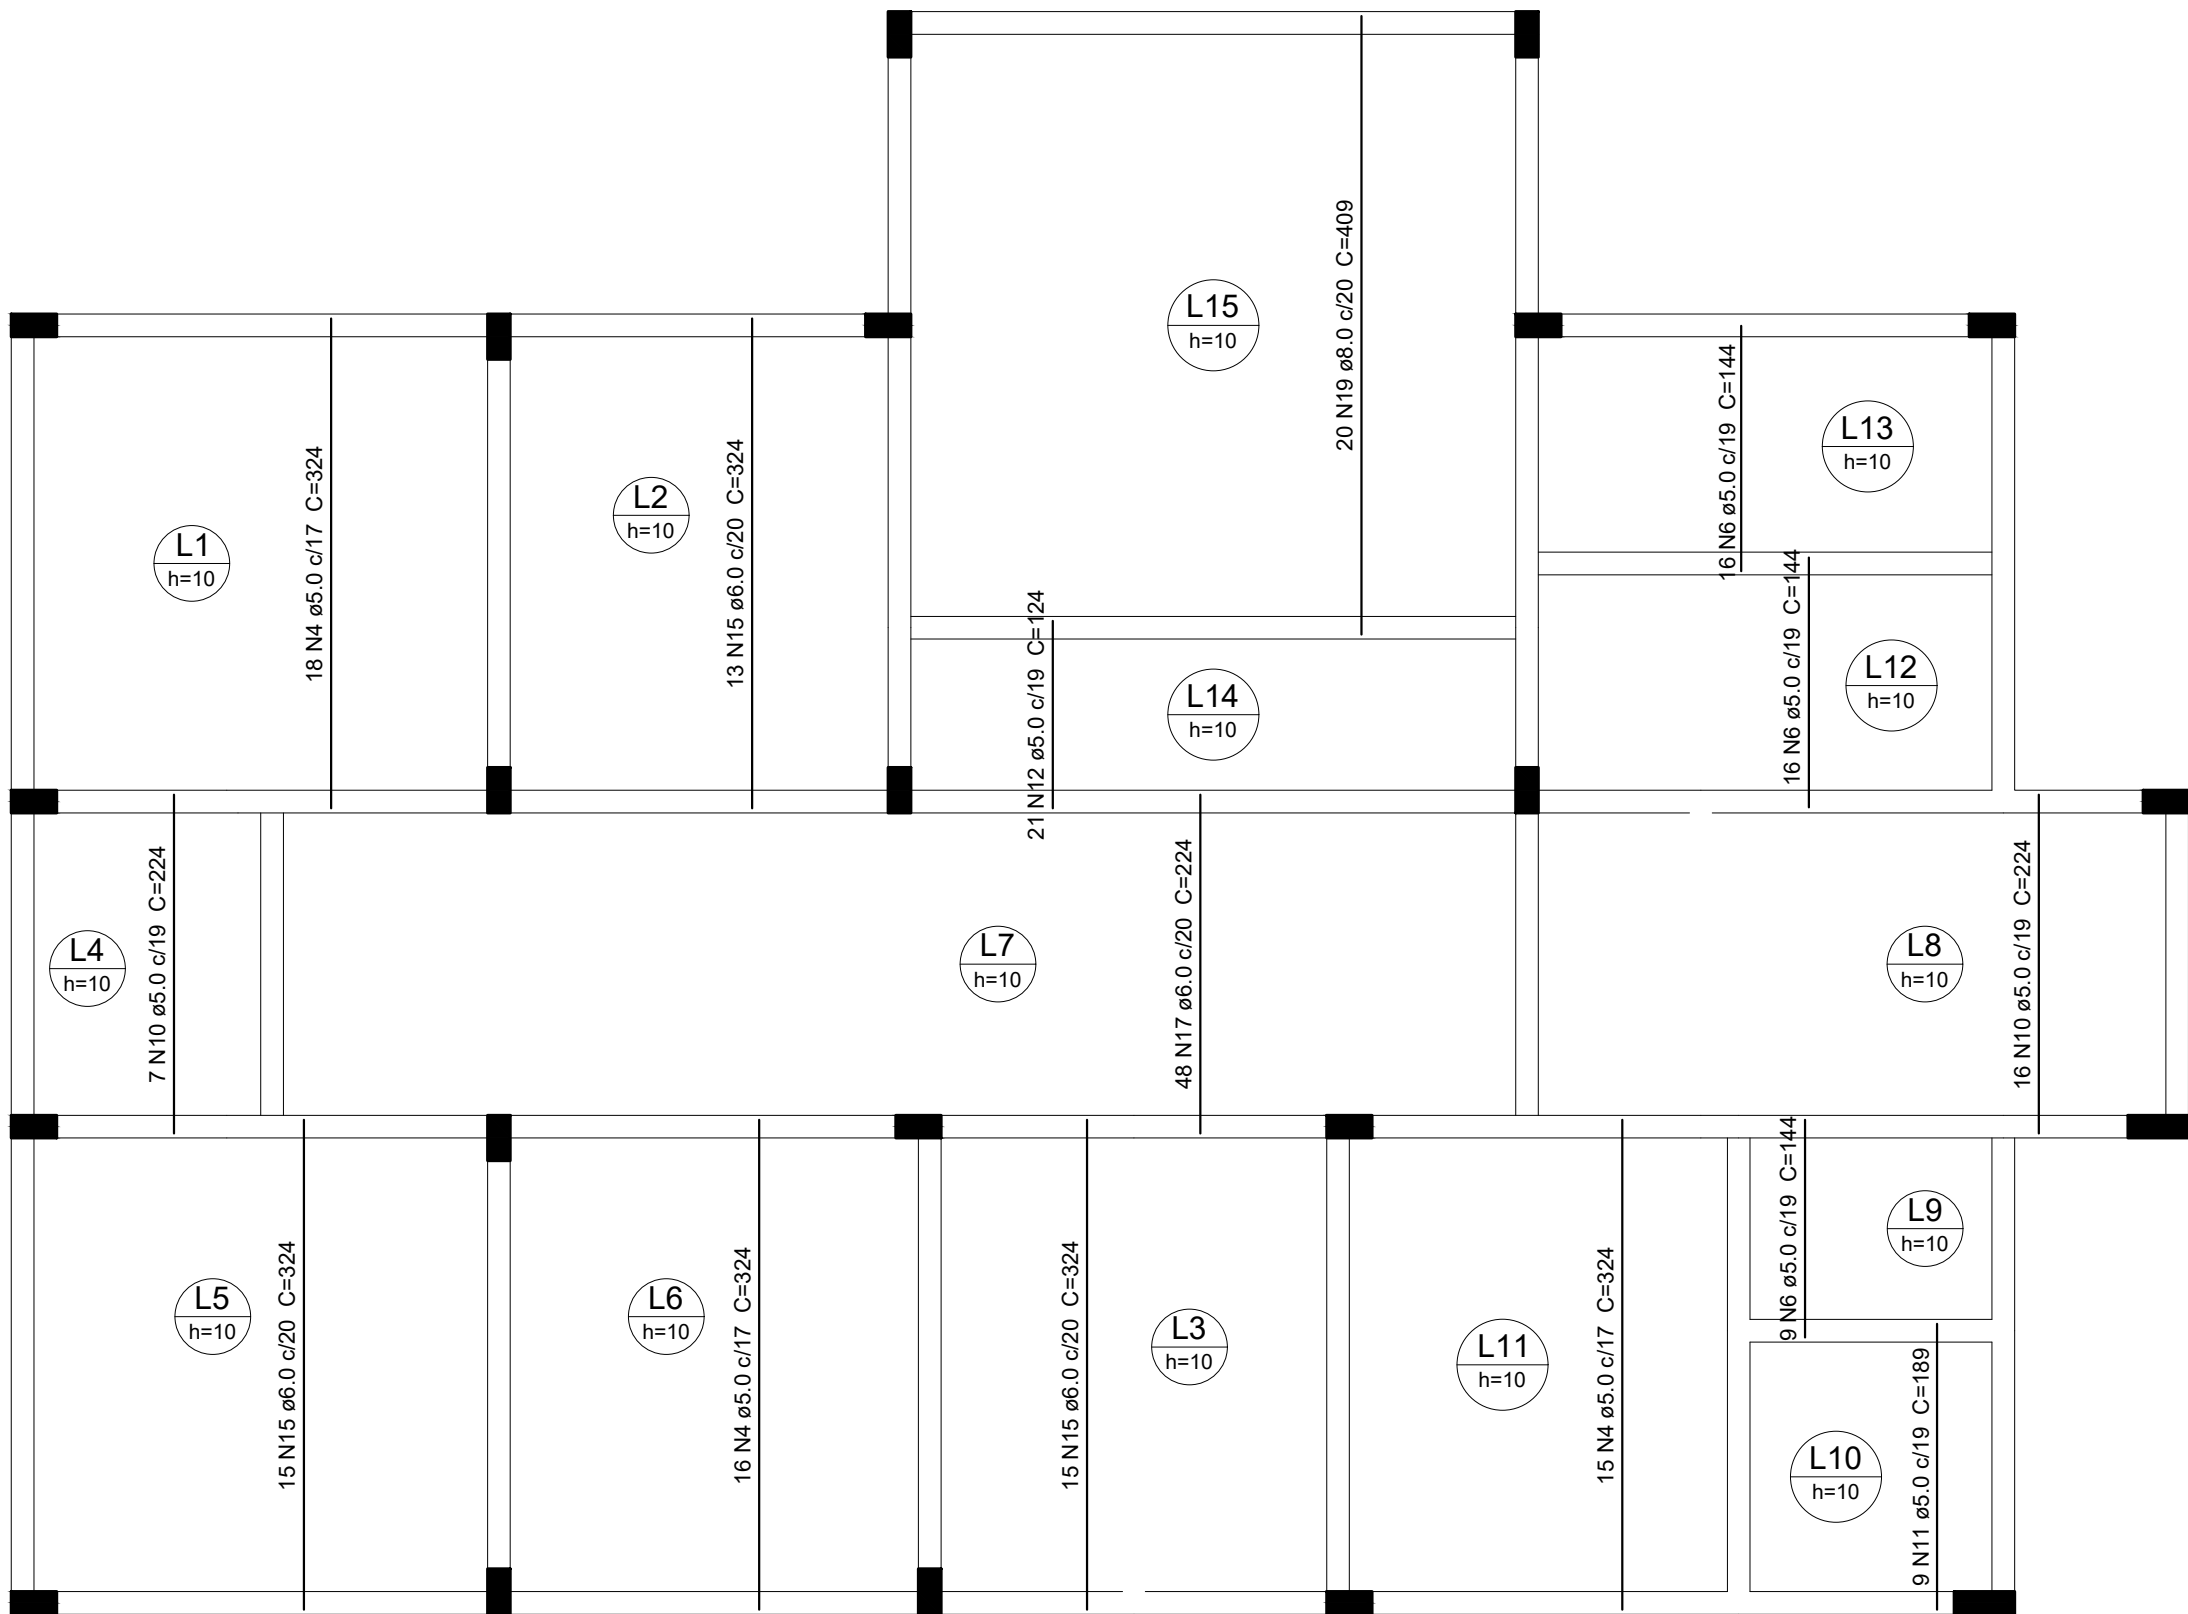 20 N19 ø8.0 c/20 C=409
L15
h=10
18 N4 ø5.0 c/17 C=324
L1
h=10
13 N15 ø6.0 c/20 C=324
L2
h=10
16 N6 ø5.0 c/19 C=144
L13
h=10
21 N12 ø5.0 c/19 C=124
L14
h=10
16 N6 ø5.0 c/19 C=144
L12
h=10
L4
h=10
7 N10 ø5.0 c/19 C=224
L7
h=10
48 N17 ø6.0 c/20 C=224
L8
h=10
16 N10 ø5.0 c/19 C=224
L5
h=10
15 N15 ø6.0 c/20 C=324
L6
h=10
16 N4 ø5.0 c/17 C=324
15 N15 ø6.0 c/20 C=324
L3
h=10
L11
h=10
15 N4 ø5.0 c/17 C=324
9 N6 ø5.0 c/19 C=144
L9
h=10
L10
h=10
9 N11 ø5.0 c/19 C=189